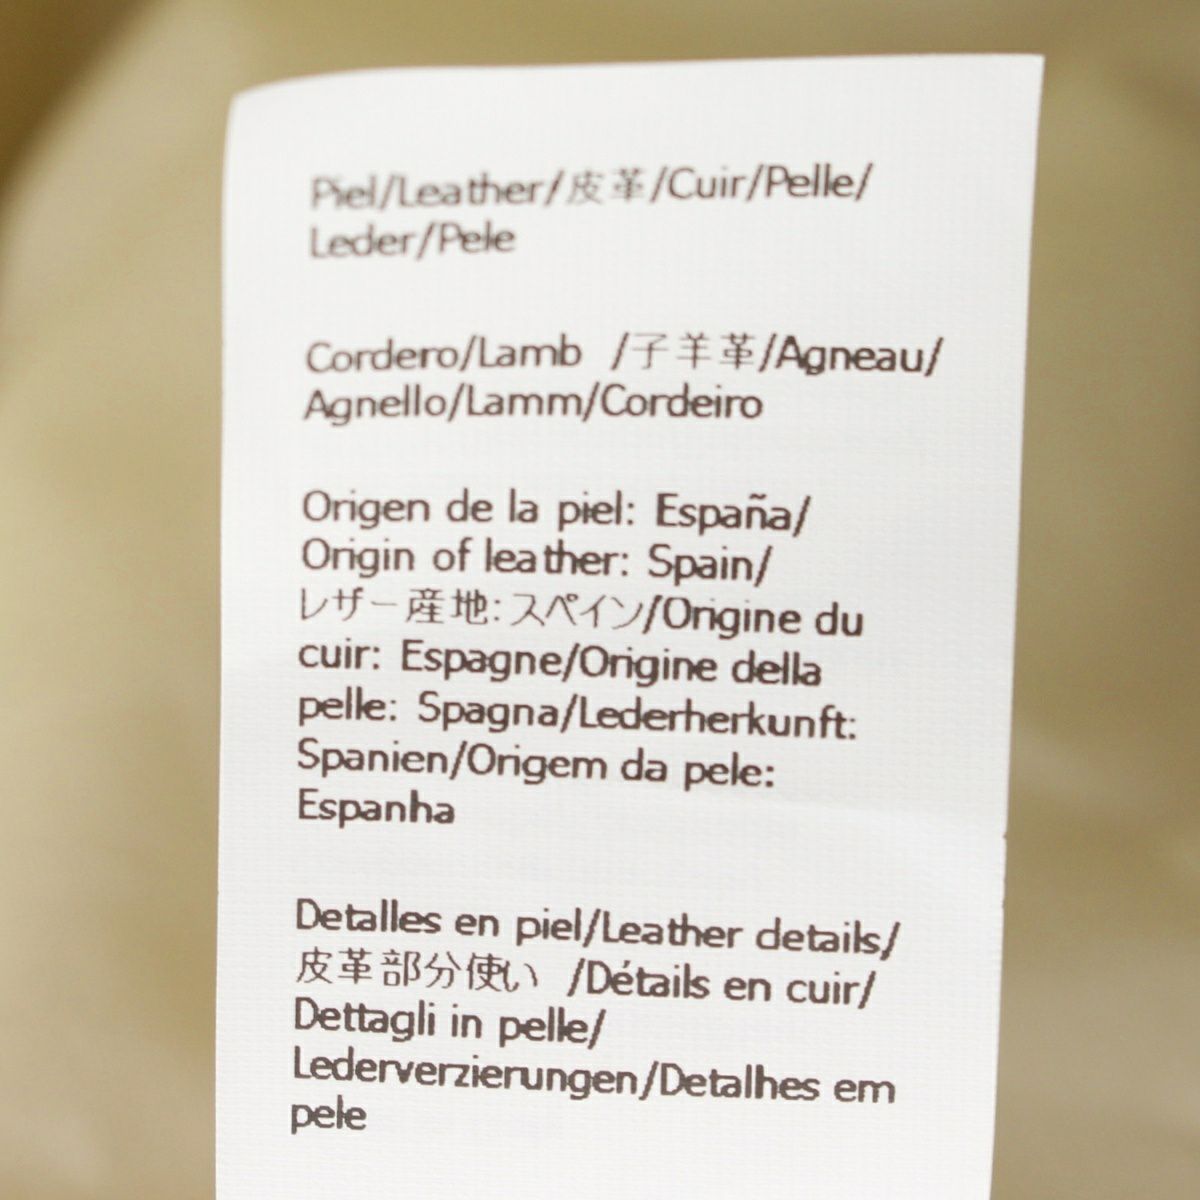 Piel/Leather/皮革/Cuir/Pelle/
Leder/Pele
Cordero/Lamb /子羊革/Agneau/
Agnello/Lamm/Cordeiro
Origen de la piel: España/
Origin of leather: Spain/
レザー産地:スペイン/Origine du
cuir: Espagne/Origine della
pelle: Spagna/Lederherkunft:
Spanien/Origem da pele:
Espanha
Detalles en piel/Leather details/
皮革部分使い /Détails en cuir/
Dettagli in pelle/
Lederverzierungen/Detalhes em
pele